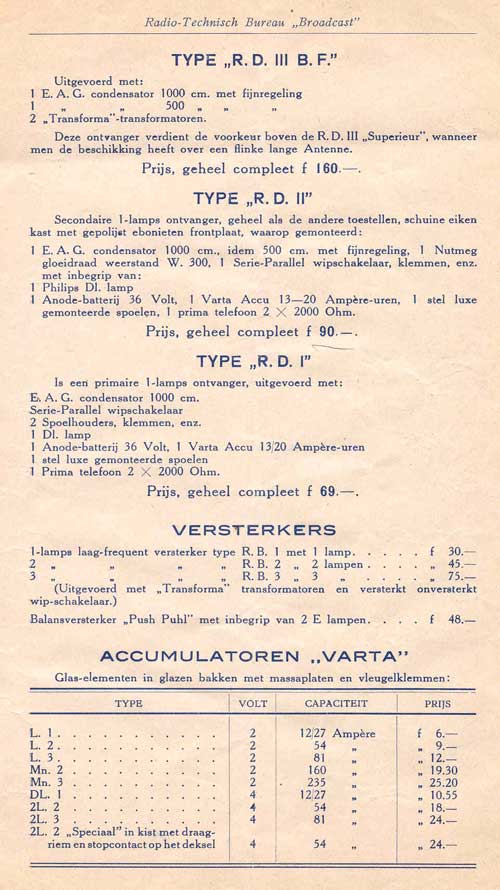 Radio-Technisch Bureau „Broadcast"
TYPE „R. D. III B. F."
Uitgevoerd met:
1 E. A. G. condensator 1000 cm. met fijnregeling
1 „ „ 500 „ „ „
2 „Transforma"-transformatoren.
Deze ontvanger verdient de voorkeur boven de R. D. III „Superieur", wanneer
men de beschikking heeft over een flinke lange Antenne.
Prijs, geheel compleet f 160.—.
TYPE „R. D. II"
Secondaire 1-lamps ontvanger, geheel als de andere toestellen, schuine eiken
kast met gepolijst ebonieten frontplaat, waarop gemonteerd:
1 E. A. G. condensator 1000 cm., idem 500 cm. met fijnregeling, 1 Nutmeg
gloeidraad weerstand W. 300, 1 Serie-Parallel wipschakelaar, klemmen, enz.
met inbegrip van:
1 Philips Dl. lamp
1 Anode-batterij 36 Volt, 1 Varta Accu 13—20 Ampère-uren, 1 stel luxe
gemonteerde spoelen, 1 prima telefoon 2 × 2000 Ohm.
Prijs, geheel compleet f 90.—.
TYPE „R. D. I"
Is een primaire 1-lamps ontvanger, uitgevoerd met:
E. A. G. condensator 1000 cm.
Serie-Parallel wipschakelaar
2 Spoelhouders, klemmen, enz.
1 Dl. lamp
1 Anode-batterij 36 Volt, 1 Varta Accu 13/20 Ampère-uren
1 stel luxe gemonteerde spoelen
1 Prima telefoon 2 × 2000 Ohm.
Prijs, geheel compleet f 69.—.
VERSTERKERS
1-lamps laag-frequent versterker type R. B. 1 met 1 lamp . . . . . f 30.—
2 „ „ „ „ R. B. 2 „ 2 lampen . . . . „ 45.—
3 „ „ „ „ R. B. 3 „ 3 „ . . . . „ 75.—
(Uitgevoerd met „Transforma" transformatoren en versterkt onversterkt
wip-schakelaar.)
Balansversterker „Push Puhl" met inbegrip van 2 E lampen . . . . f 48.—
ACCUMULATOREN „VARTA"
Glas-elementen in glazen bakken met massaplaten en vleugelklemmen:
TYPE VOLT CAPACITEIT PRIJS
L. 1 . . . . . . . . . . . . 2 12/27 Ampère f 6.—
L. 2 . . . . . . . . . . . . 2 54 „ „ 9.—
L. 3 . . . . . . . . . . . . 2 81 „ „ 12.—
Mn. 2 . . . . . . . . . . . 2 160 „ „ 19.30
Mn. 3 . . . . . . . . . . . 2 235 „ „ 25.20
DL. 1 . . . . . . . . . . . 4 12/27 „ „ 10.55
2L. 2 . . . . . . . . . . . 4 54 „ „ 18.—
2L. 3 . . . . . . . . . . . 4 81 „ „ 24.—
2L. 2 „Speciaal" in kist met draag-
riem en stopcontact op het deksel 4 54 „ „ 24.—